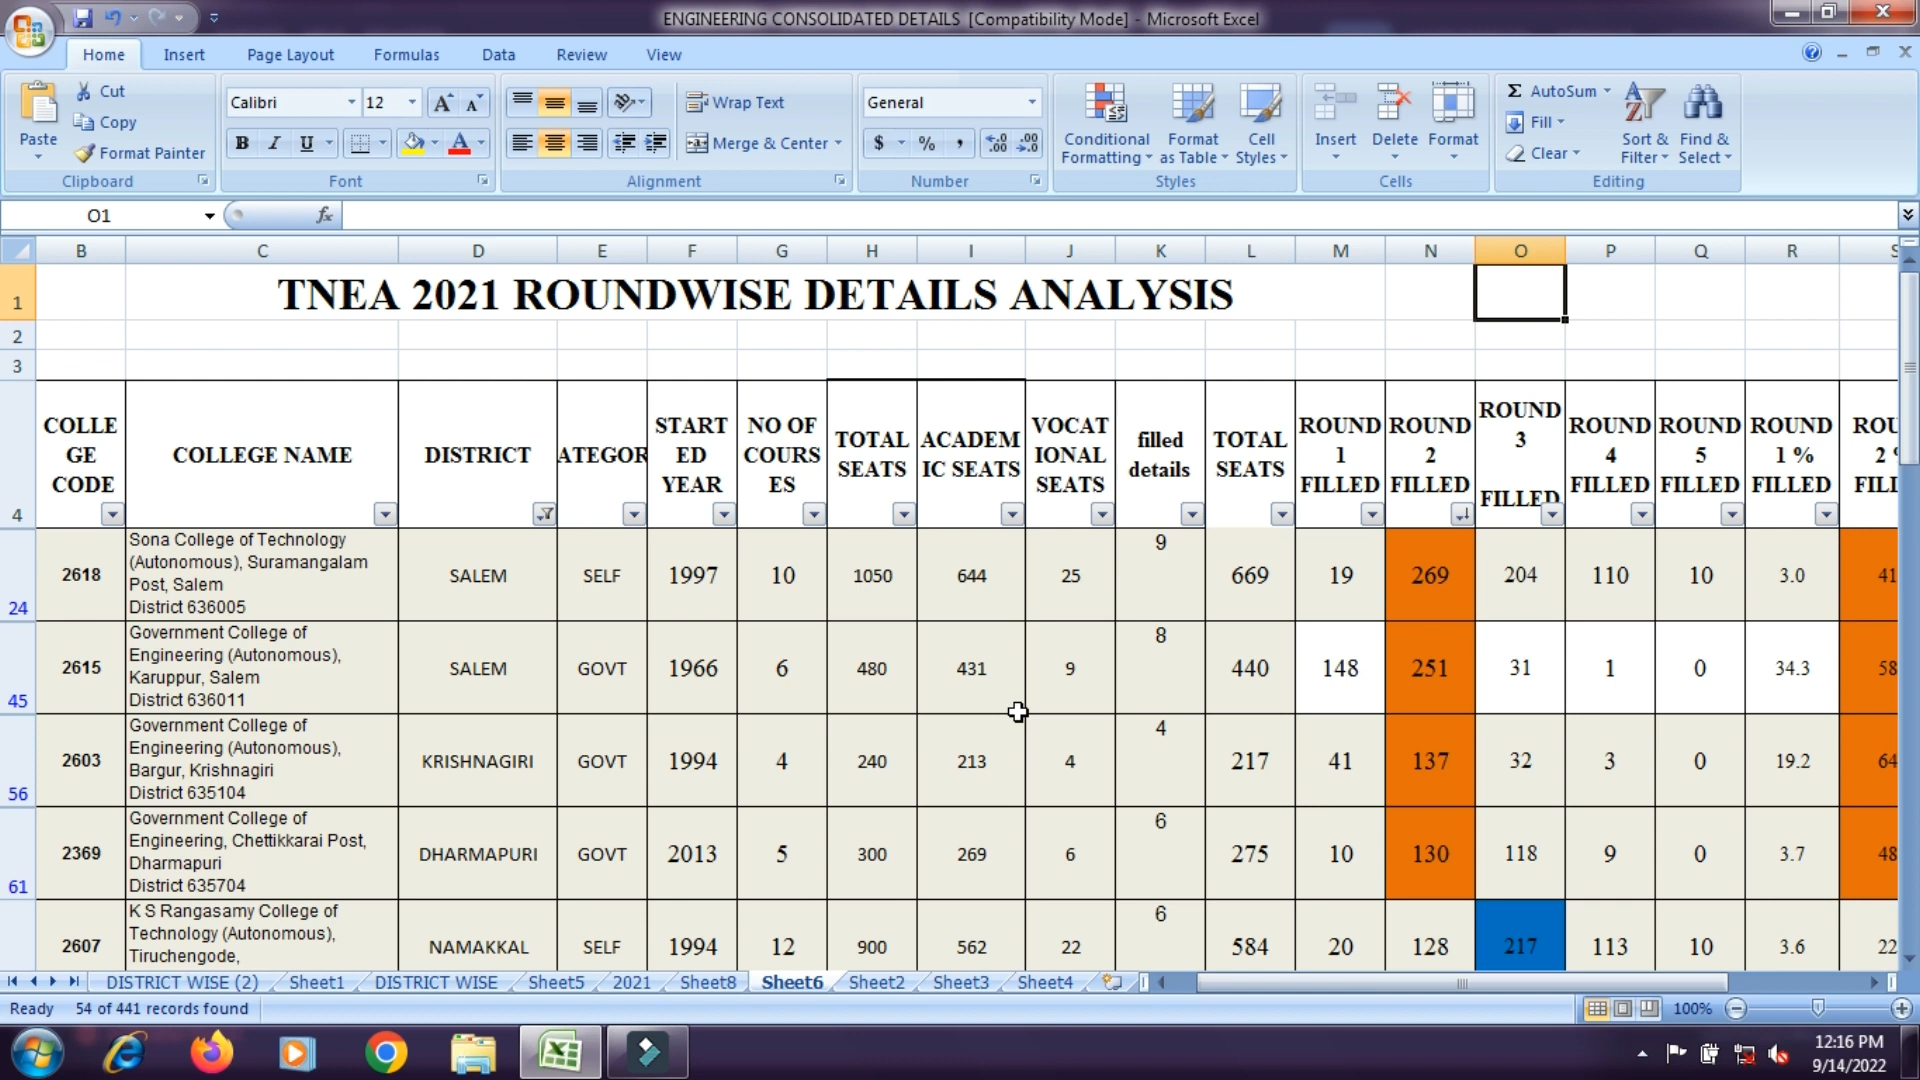 ENGINEERING CONSOLIDATED DETAILS [Compatibility Mode] - Microsoft Excel
Home Insert Page Layout Formulas Data Review View
Paste
Cut
Copy
Format Painter
Clipboard
Calibri 12
B I U
Font
Wrap Text
Merge & Center
Alignment
General
$ % ,
Number
Conditional Formatting
Format as Table
Cell Styles
Styles
Insert Delete Format
Cells
AutoSum
Fill
Clear
Sort & Filter
Find & Select
Editing
O1 fx
B C D E F G H I J K L M N O P Q R S
1 TNEA 2021 ROUNDWISE DETAILS ANALYSIS
2
3
4 COLLE GE CODE COLLEGE NAME DISTRICT ATEGOR START ED YEAR NO OF COURS ES TOTAL SEATS ACADEM IC SEATS VOCAT IONAL SEATS filled details TOTAL SEATS ROUND 1 FILLED ROUND 2 FILLED ROUND 3 FILLED ROUND 4 FILLED ROUND 5 FILLED ROUND 1 % FILLED ROU 2 FILL
24 2618 Sona College of Technology (Autonomous), Suramangalam Post, Salem District 636005 SALEM SELF 1997 10 1050 644 25 9 669 19 269 204 110 10 3.0 41
45 2615 Government College of Engineering (Autonomous), Karuppur, Salem District 636011 SALEM GOVT 1966 6 480 431 9 8 440 148 251 31 1 0 34.3 58
56 2603 Government College of Engineering (Autonomous), Bargur, Krishnagiri District 635104 KRISHNAGIRI GOVT 1994 4 240 213 4 4 217 41 137 32 3 0 19.2 64
61 2369 Government College of Engineering, Chettikkarai Post, Dharmapuri District 635704 DHARMAPURI GOVT 2013 5 300 269 6 6 275 10 130 118 9 0 3.7 48
2607 K S Rangasamy College of Technology (Autonomous), Tiruchengode, NAMAKKAL SELF 1994 12 900 562 22 6 584 20 128 217 113 10 3.6 22
DISTRICT WISE (2) Sheet1 DISTRICT WISE Sheet5 2021 Sheet8 Sheet6 Sheet2 Sheet3 Sheet4
Ready 54 of 441 records found 100%
12:16 PM
9/14/2022